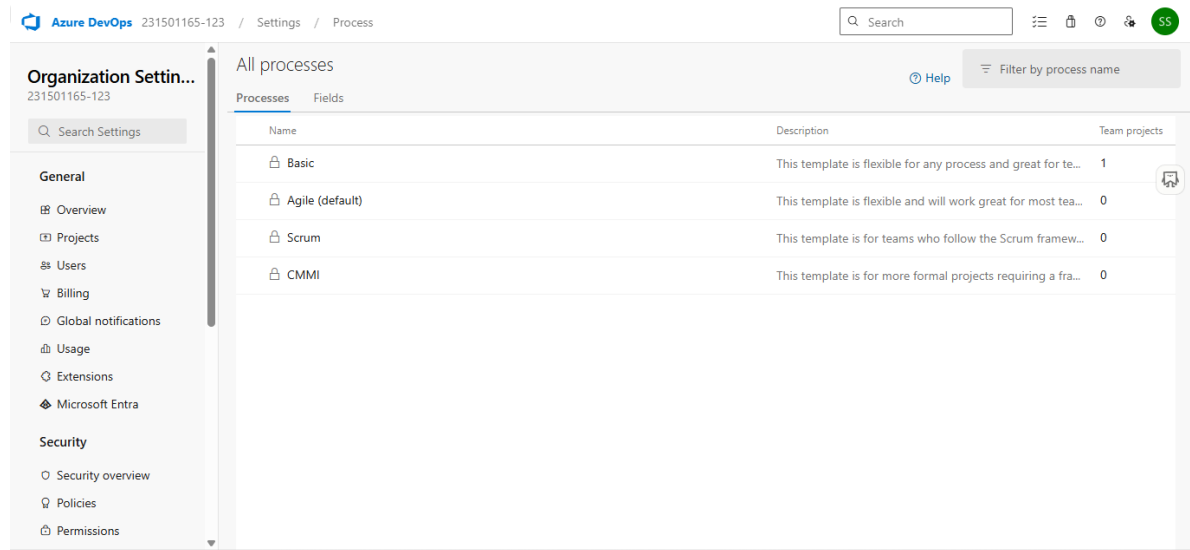 Azure DevOps 231501165-123 / Settings / Process
Search
SS
Organization Settin...
231501165-123
Search Settings
General
Overview
Projects
Users
Billing
Global notifications
Usage
Extensions
Microsoft Entra
Security
Security overview
Policies
Permissions
All processes
Help
Filter by process name
Processes Fields
Name Description Team projects
Basic This template is flexible for any process and great for te... 1
Agile (default) This template is flexible and will work great for most tea... 0
Scrum This template is for teams who follow the Scrum framew... 0
CMMI This template is for more formal projects requiring a fra... 0